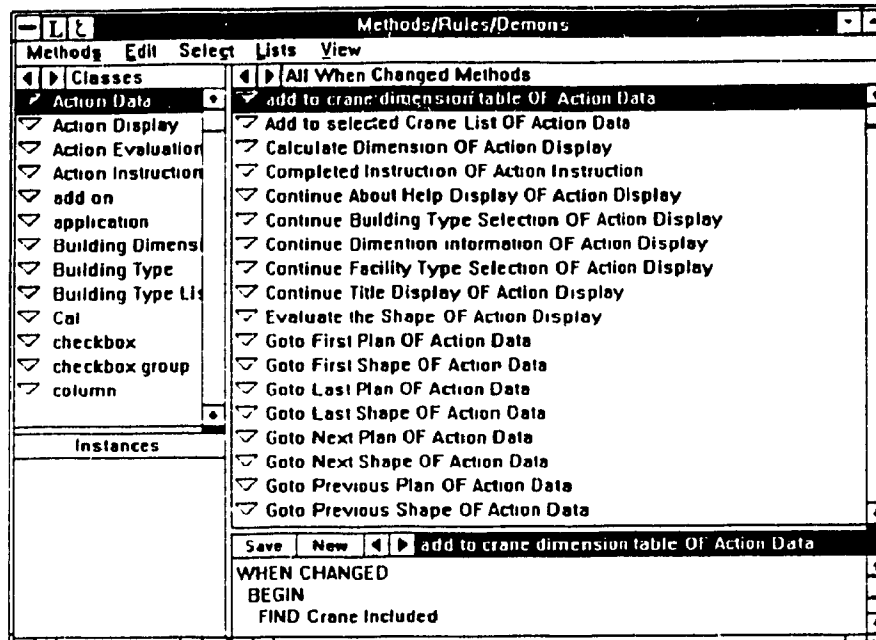 Methods/Rules/Demons
Methods Edit Select Lists View
Classes
Action Data
Action Display
Action Evaluation
Action Instruction
add on
application
Building Dimensi
Building Type
Building Type Lis
Cal
checkbox
checkbox group
column
Instances
All When Changed Methods
add to crane dimension table OF Action Data
Add to selected Crane List OF Action Data
Calculate Dimension OF Action Display
Completed Instruction OF Action Instruction
Continue About Help Display OF Action Display
Continue Building Type Selection OF Action Display
Continue Dimention information OF Action Display
Continue Facility Type Selection OF Action Display
Continue Title Display OF Action Display
Evaluate the Shape OF Action Display
Goto First Plan OF Action Data
Goto First Shape OF Action Data
Goto Last Plan OF Action Data
Goto Last Shape OF Action Data
Goto Next Plan OF Action Data
Goto Next Shape OF Action Data
Goto Previous Plan OF Action Data
Goto Previous Shape OF Action Data
Save New add to crane dimension table OF Action Data
WHEN CHANGED
BEGIN
FIND Crane Included